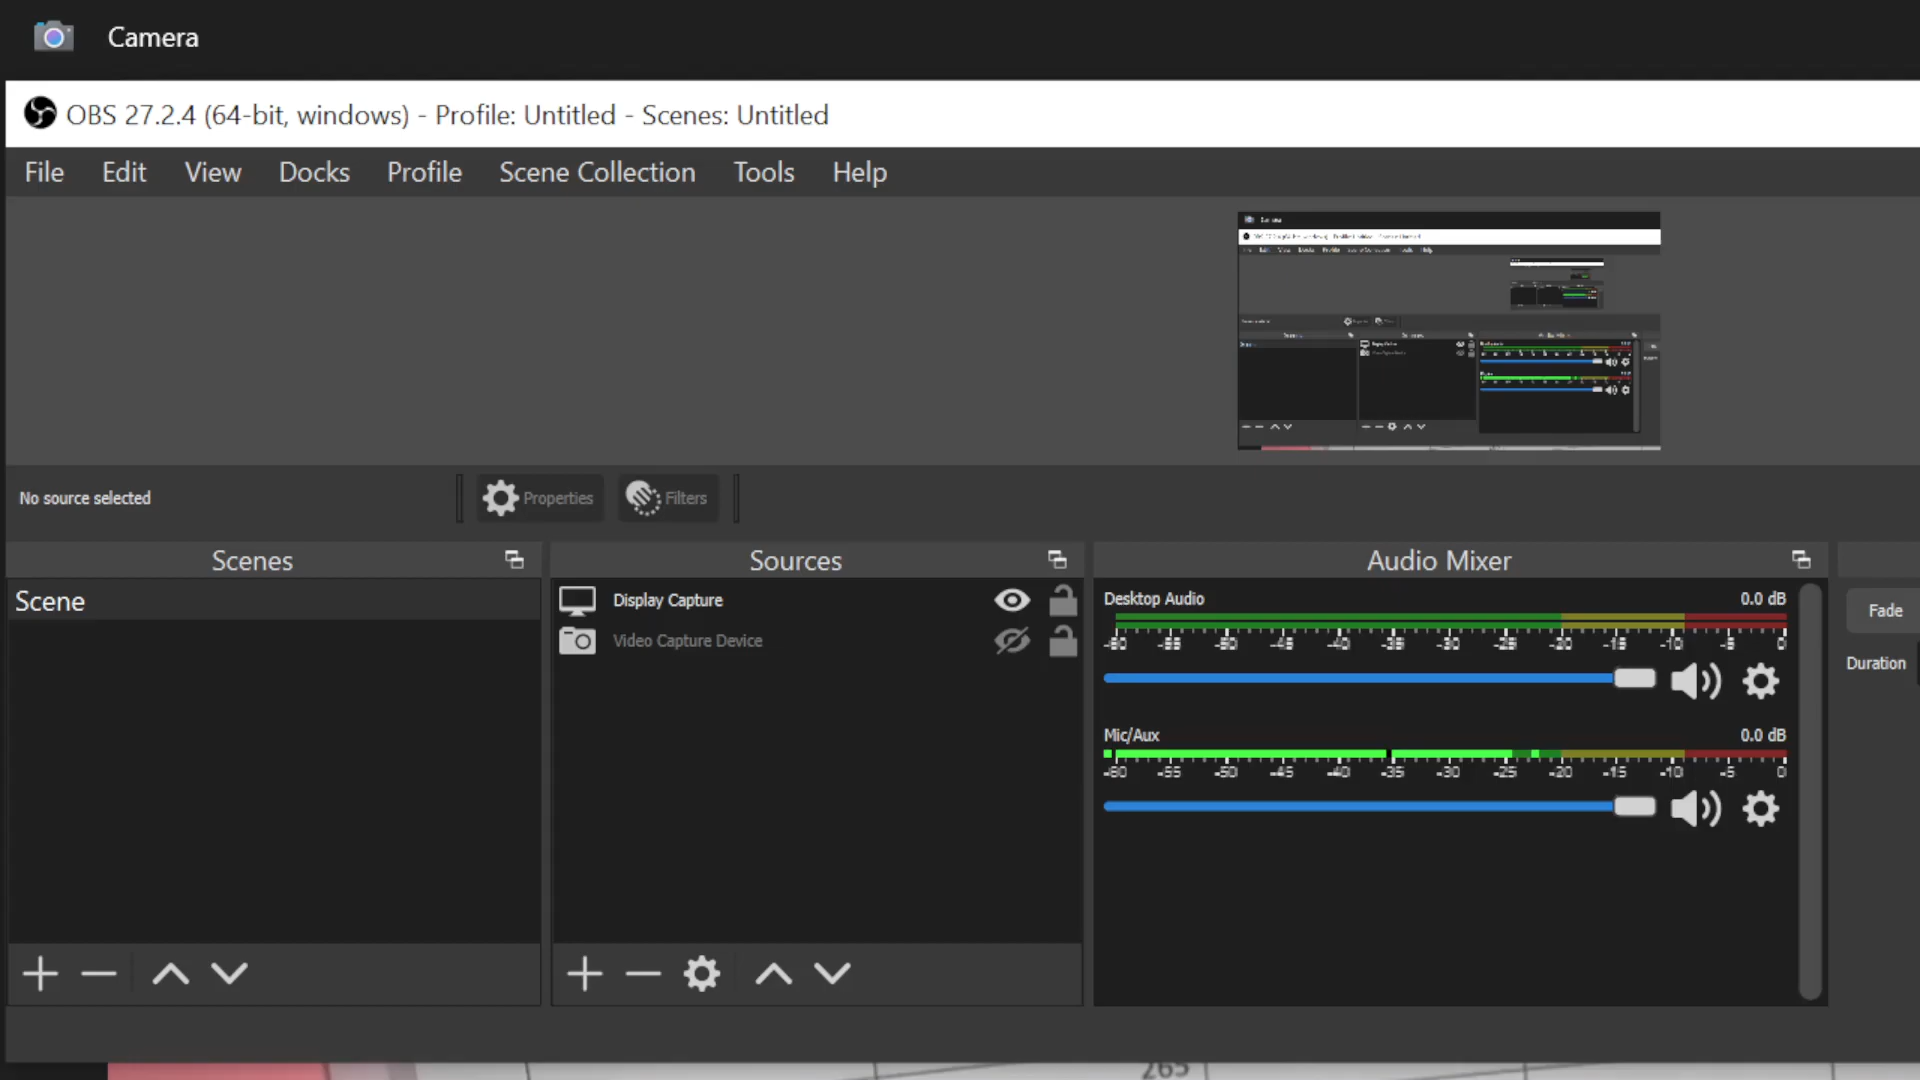 Camera
OBS 27.2.4 (64-bit, windows) - Profile: Untitled - Scenes: Untitled
File Edit View Docks Profile Scene Collection Tools Help
No source selected Properties Filters
Scenes Sources Audio Mixer
Scene
Display Capture
Video Capture Device
Desktop Audio 0.0 dB
-60 -55 -50 -45 -40 -35 -30 -25 -20 -15 -10 -5 0
Mic/Aux 0.0 dB
-60 -55 -50 -45 -40 -35 -30 -25 -20 -15 -10 -5 0
Fade
Duration
265